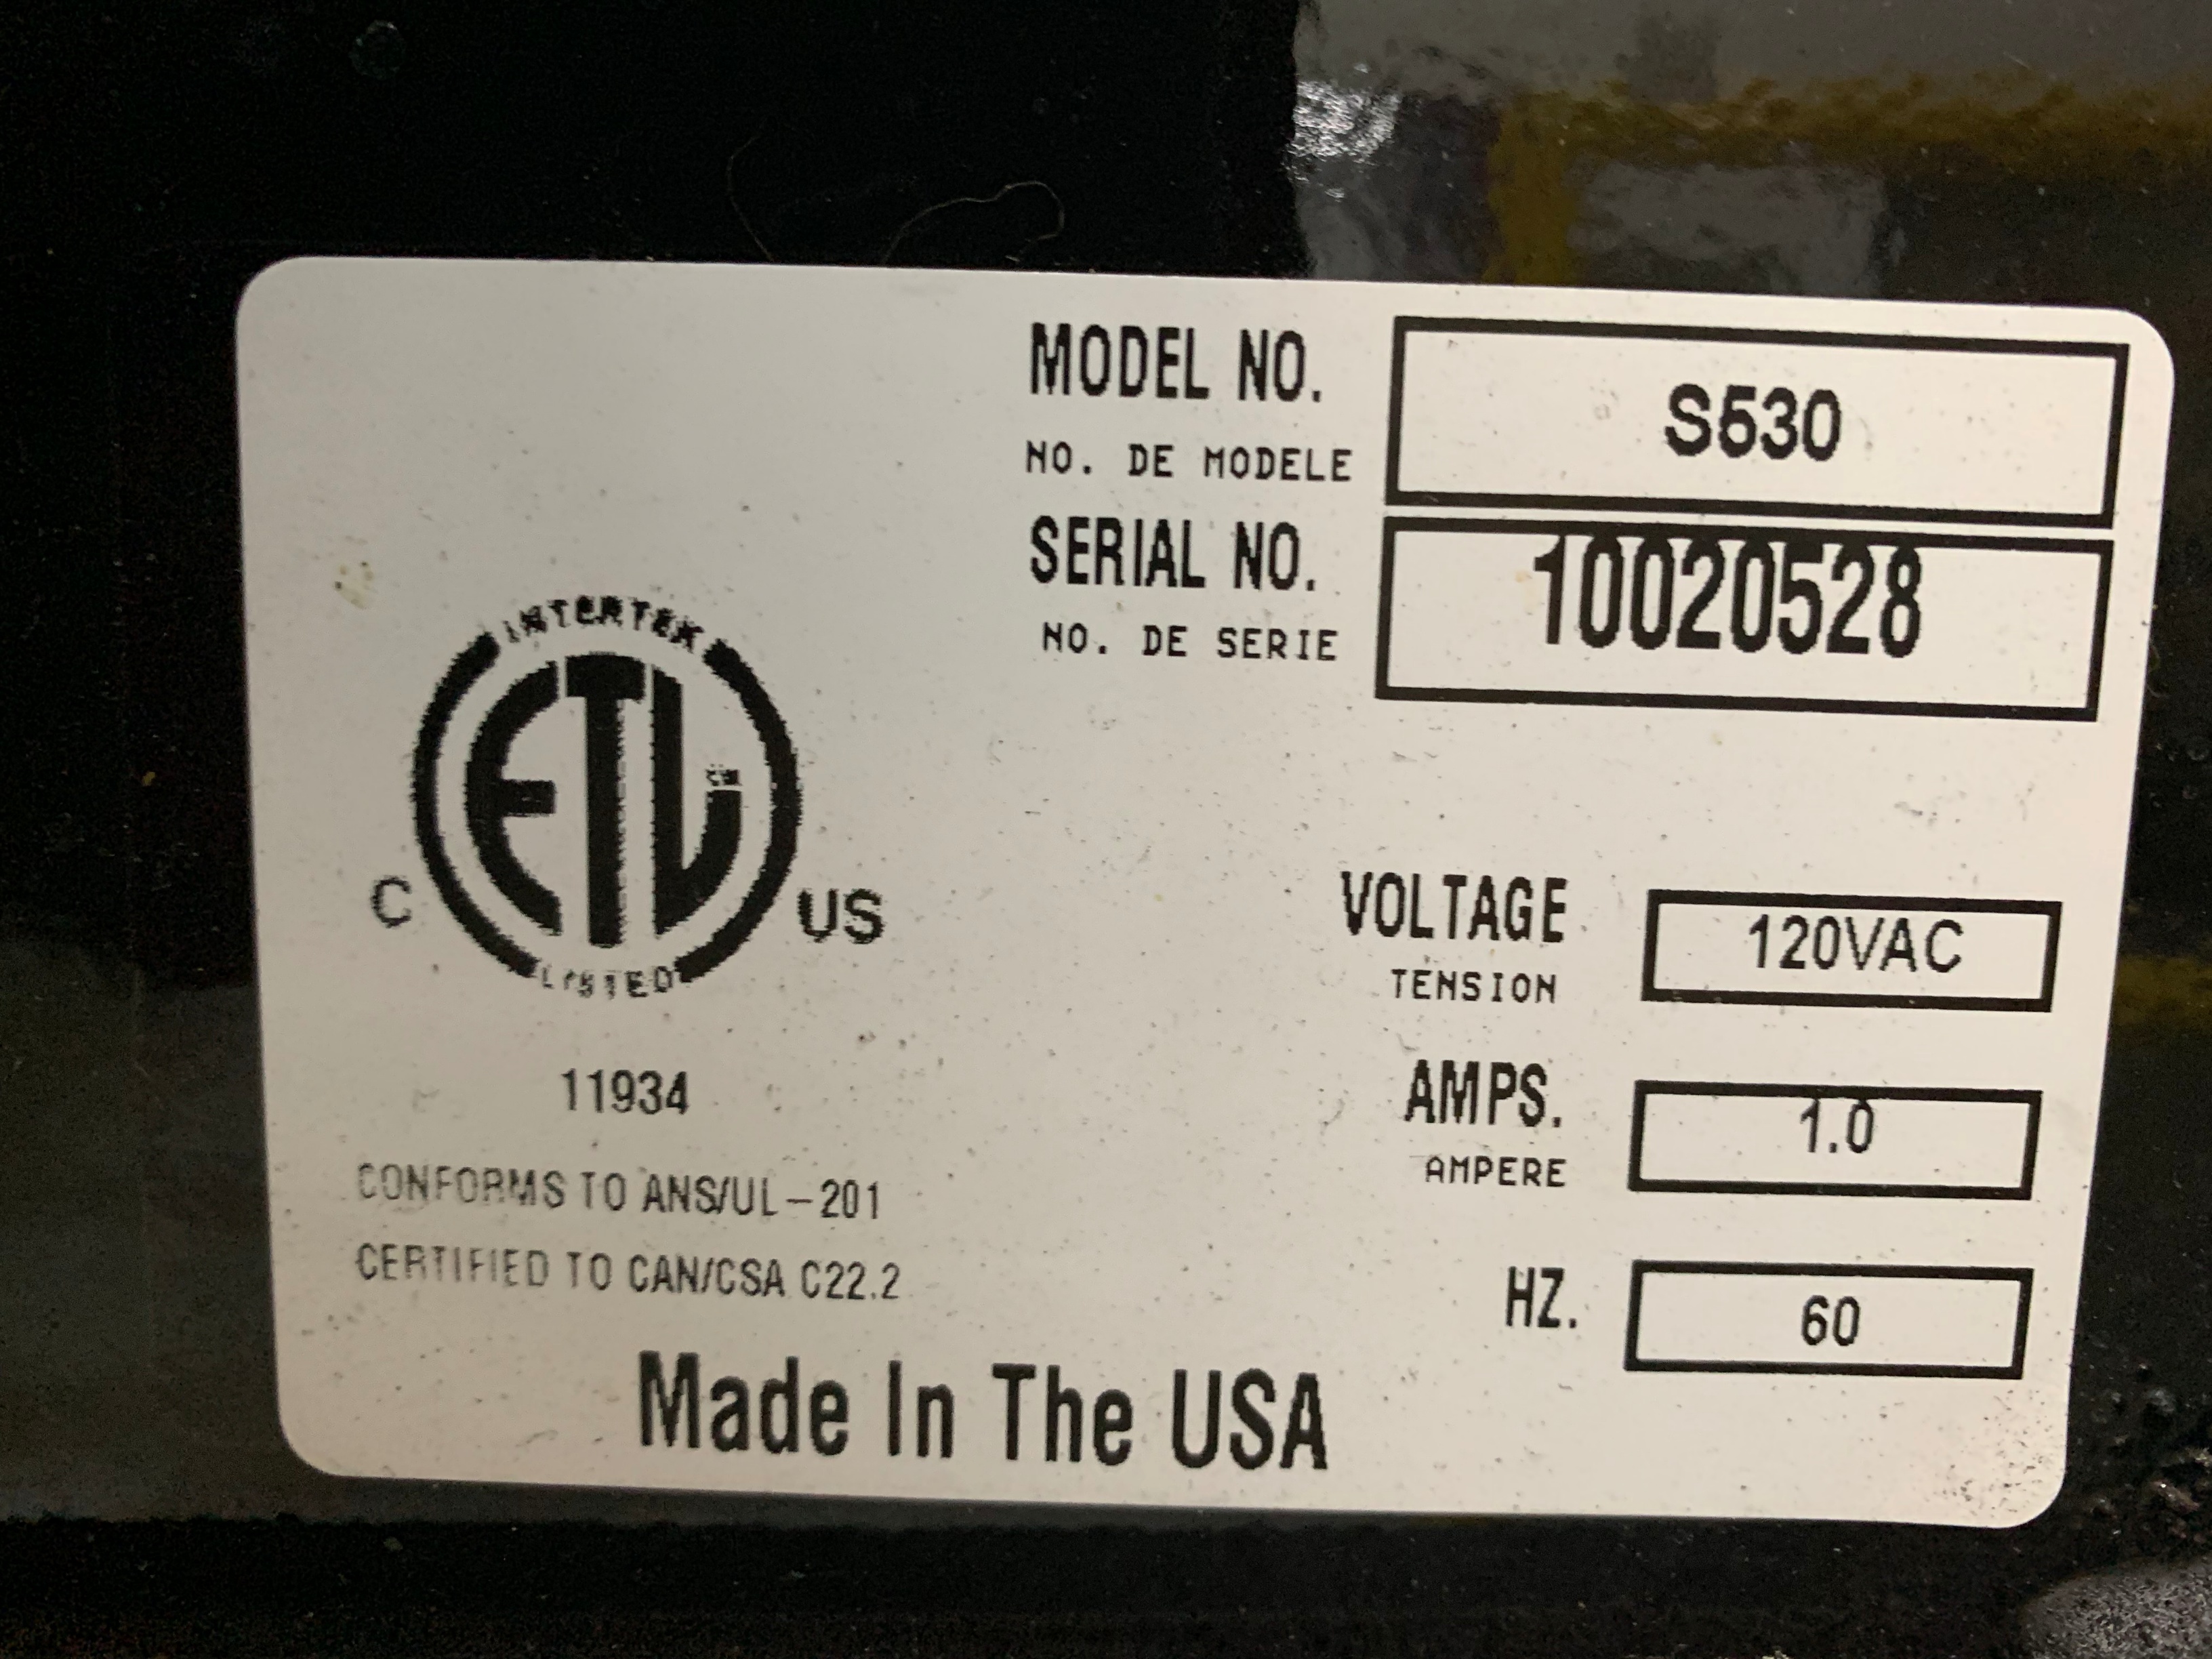 MODEL NO. S530
NO. DE MODELE
SERIAL NO. 10020528
NO. DE SERIE
INTERTEK
ETL
CM
C US
LISTED
11934
CONFORMS TO ANS/UL-201
CERTIFIED TO CAN/CSA C22.2
VOLTAGE 120VAC
TENSION
AMPS. 1.0
AMPERE
HZ. 60
Made In The USA